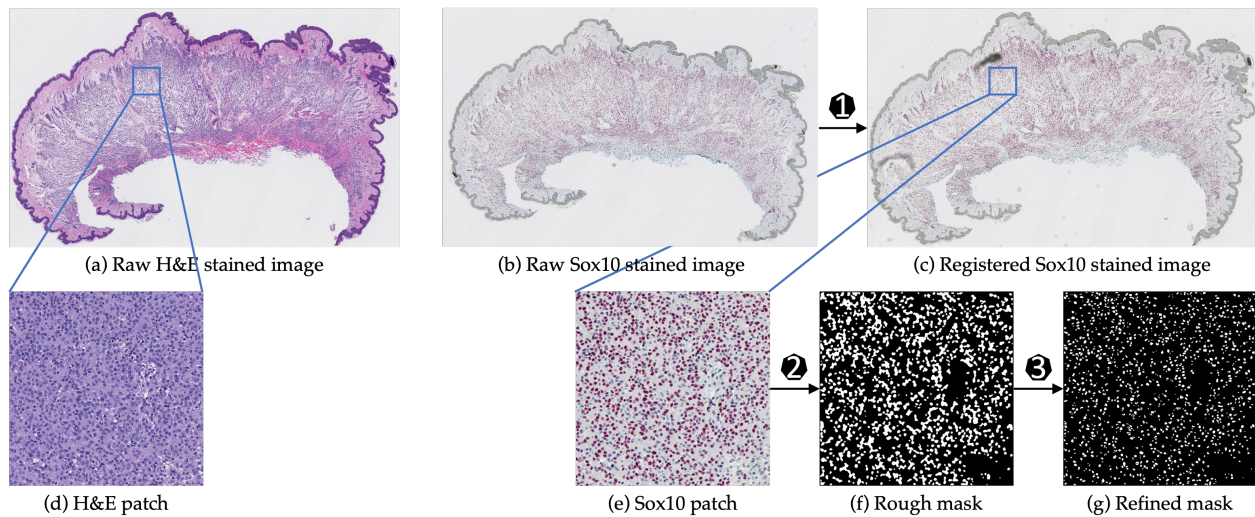 1
(a) Raw H&E stained image
(b) Raw Sox10 stained image
(c) Registered Sox10 stained image
2
3
(d) H&E patch
(e) Sox10 patch
(f) Rough mask
(g) Refined mask